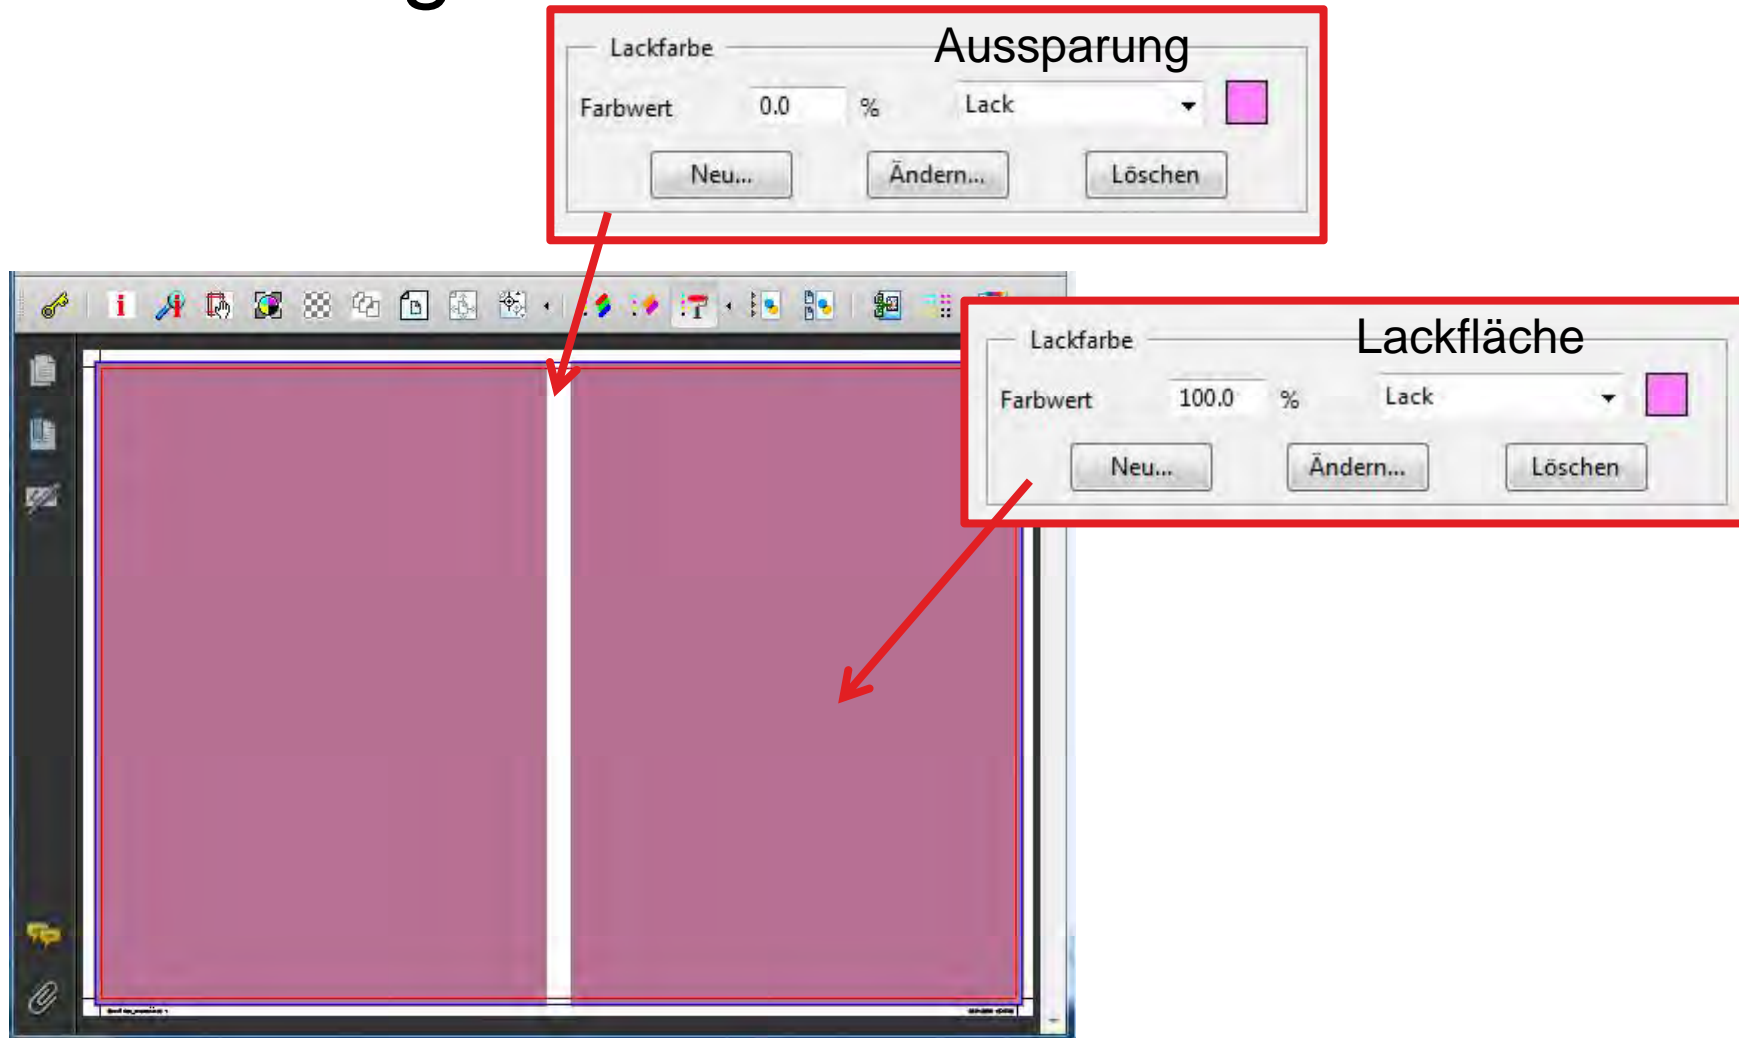 Lackfarbe Aussparung
Farbwert 0.0 % Lack
Neu... Ändern... Löschen
Lackfarbe Lackfläche
Farbwert 100.0 % Lack
Neu... Ändern... Löschen